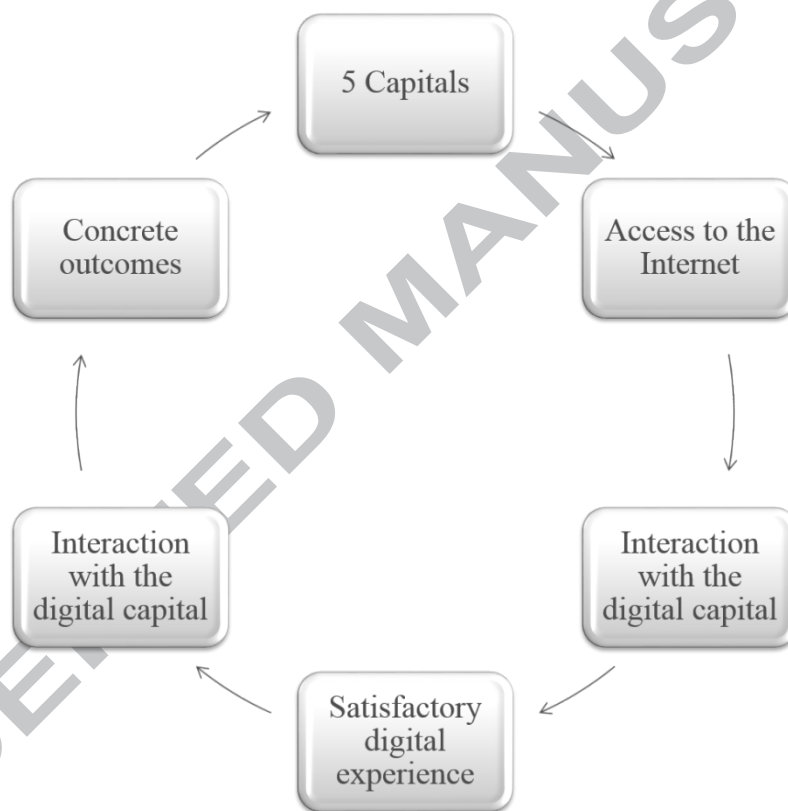 5 Capitals
Access to the
Internet
Interaction
with the
digital capital
Satisfactory
digital
experience
Interaction
with the
digital capital
Concrete
outcomes